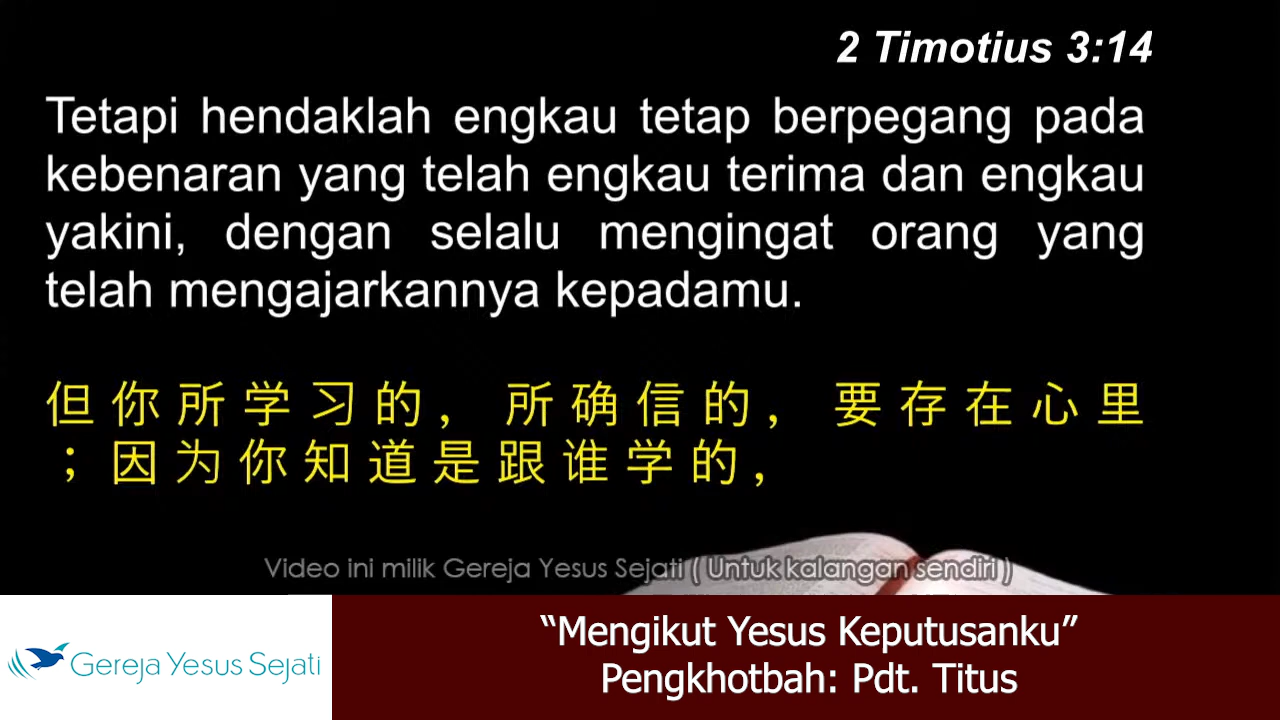 2 Timotius 3:14
Tetapi hendaklah engkau tetap berpegang pada
kebenaran yang telah engkau terima dan engkau
yakini, dengan selalu mengingat orang yang
telah mengajarkannya kepadamu.
但你所学习的，所确信的，要存在心里
；因为你知道是跟谁学的，
Video ini milik Gereja Yesus Sejati ( Untuk kalangan sendiri )
“Mengikut Yesus Keputusanku”
Pengkhotbah: Pdt. Titus
Gereja Yesus Sejati